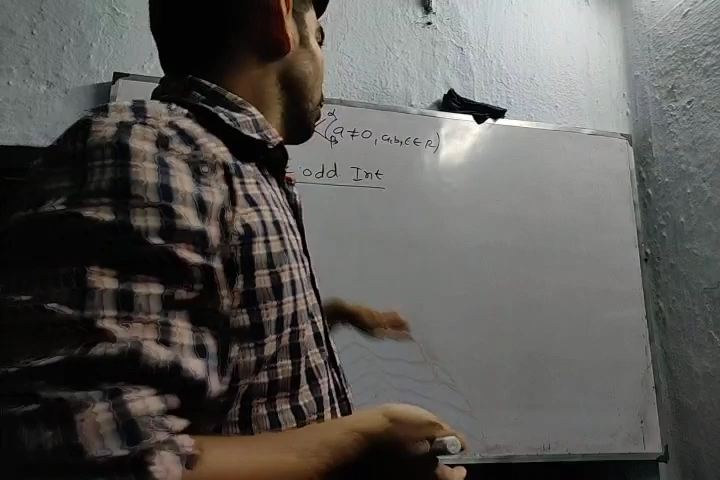 α
β (a≠0, a,b,c∈R)
∈ odd Int